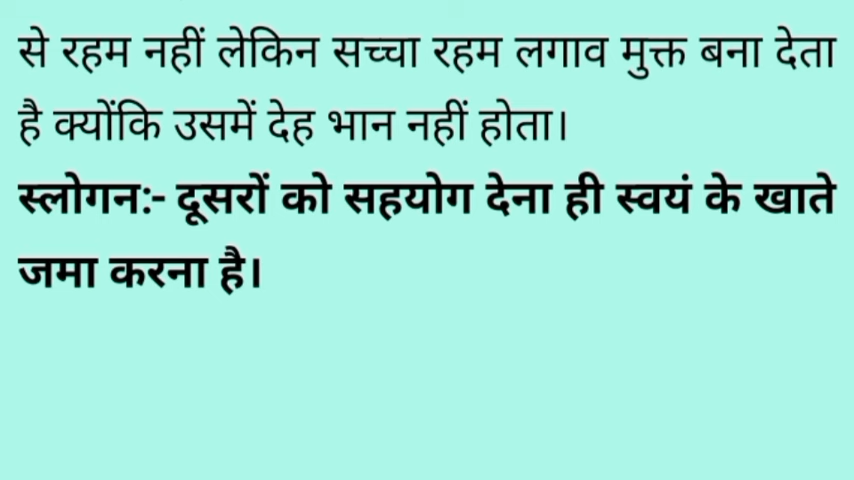 से रहम नहीं लेकिन सच्चा रहम लगाव मुक्त बना देता
है क्योंकि उसमें देह भान नहीं होता।
स्लोगन:- दूसरों को सहयोग देना ही स्वयं के खाते
जमा करना है।